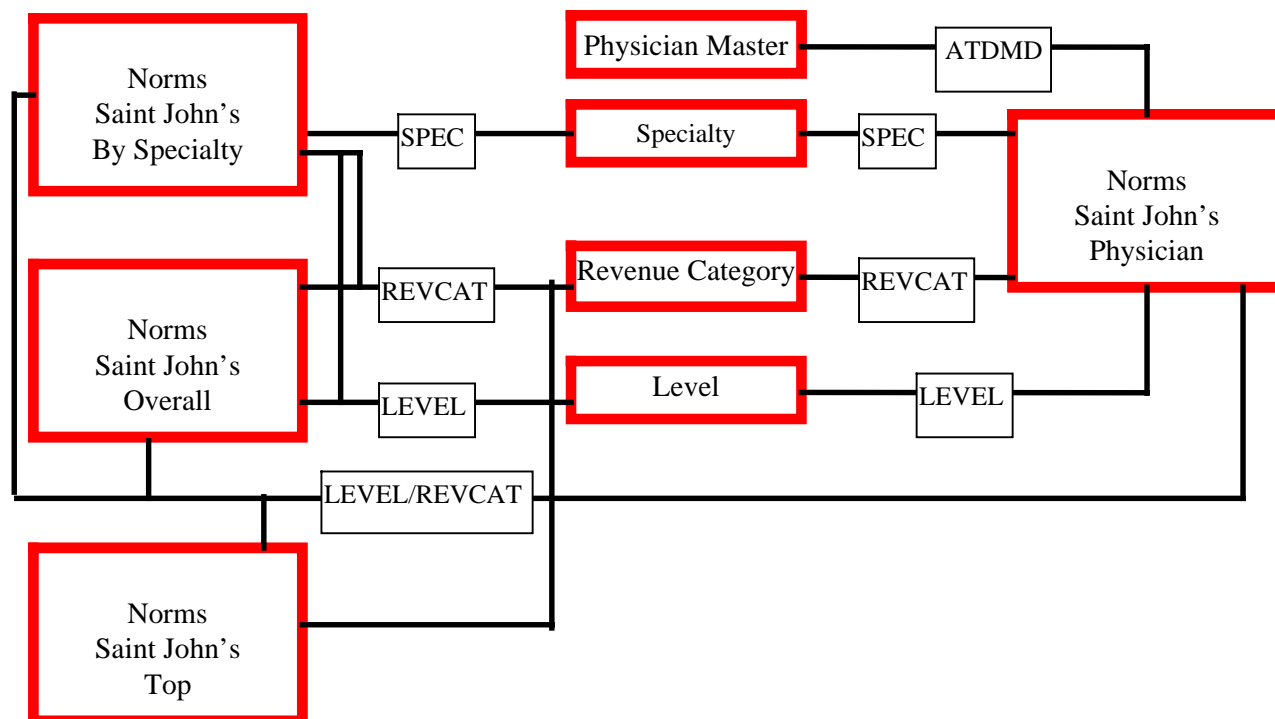 Physician Master
ATDMD
Norms
Saint John’s
By Specialty
SPEC
Specialty
SPEC
Norms
Saint John’s
Physician
REVCAT
Revenue Category
REVCAT
Norms
Saint John’s
Overall
LEVEL
Level
LEVEL
LEVEL/REVCAT
Norms
Saint John’s
Top